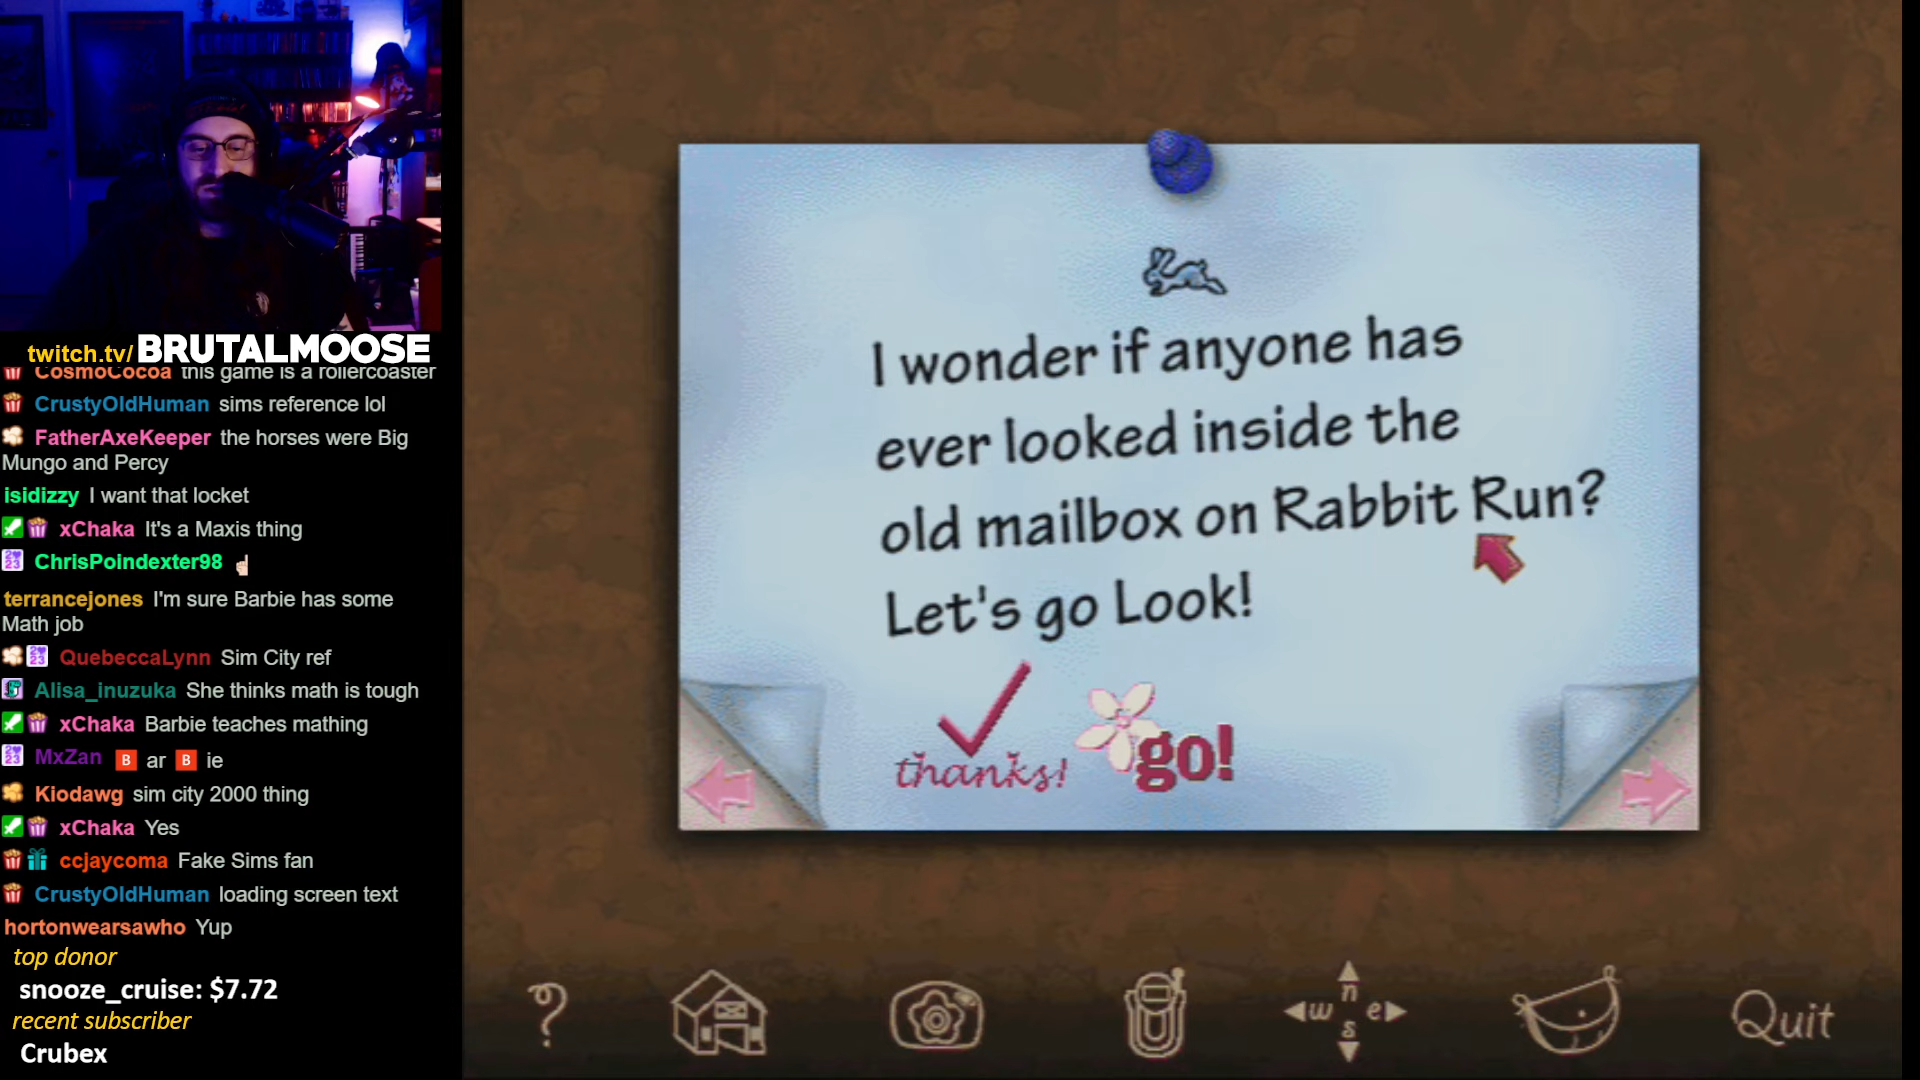 twitch.tv/BRUTALMOOSE
CosmoCocoa this game is a rollercoaster
CrustyOldHuman sims reference lol
FatherAxeKeeper the horses were Big
Mungo and Percy
isidizzy I want that locket
xChaka It's a Maxis thing
ChrisPoindexter98
terrancejones I'm sure Barbie has some
Math job
QuebeccaLynn Sim City ref
Alisa_inuzuka She thinks math is tough
xChaka Barbie teaches mathing
MxZan B ar B ie
Kiodawg sim city 2000 thing
xChaka Yes
ccjaycoma Fake Sims fan
CrustyOldHuman loading screen text
hortonwearsawho Yup
top donor
snooze_cruise: $7.72
recent subscriber
Crubex
I wonder if anyone has
ever looked inside the
old mailbox on Rabbit Run?
Let's go Look!
thanks! go!
? n w e s Quit